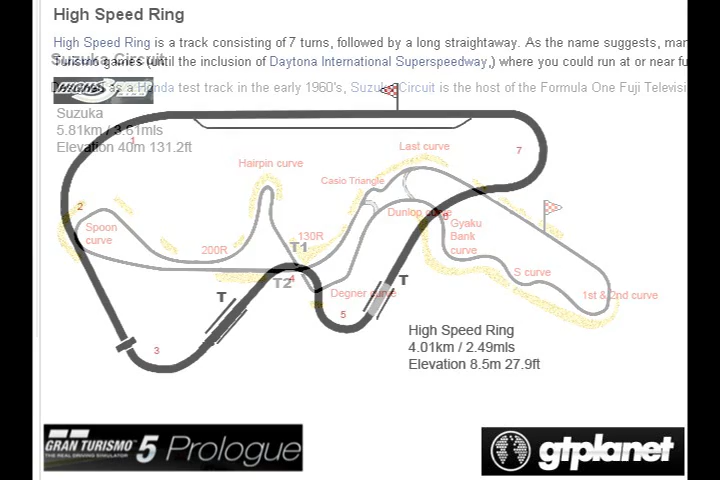 High Speed Ring
High Speed Ring is a track consisting of 7 turns, followed by a long straightaway. As the name suggests, mar
Suzuka Circuit
Turismo games (until the inclusion of Daytona International Superspeedway,) where you could run at or near fu
as a Honda test track in the early 1960's, Suzuka Circuit is the host of the Formula One Fuji Televisi
HIGH SPEED
Suzuka
5.81km / 3.61mls
Elevation 40m 131.2ft
1
Last curve
7
Hairpin curve
Casio Triangle
2
Dunlop curve
6
Spoon
curve
Gyaku
Bank
curve
130R
T1
200R
S curve
T2
4
T
Degner curve
T
1st & 2nd curve
5
3
High Speed Ring
4.01km / 2.49mls
Elevation 8.5m 27.9ft
GRAN TURISMO 5 Prologue
THE REAL DRIVING SIMULATOR
gtplanet